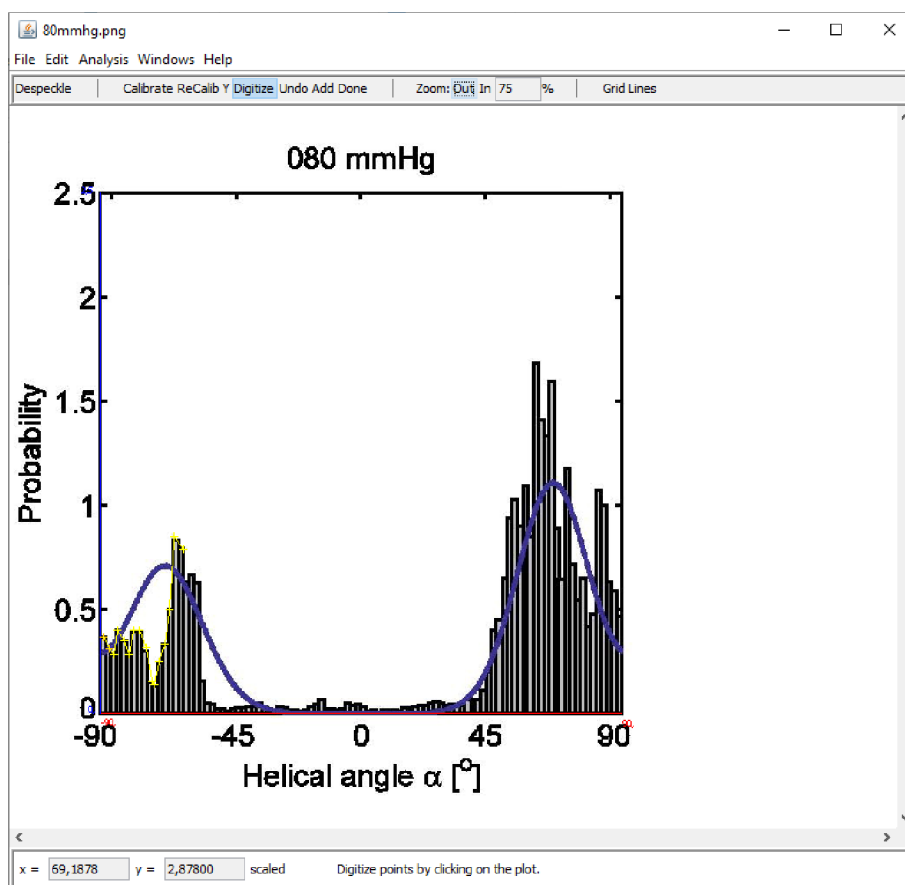 80mmhg.png
File Edit Analysis Windows Help
Despeckle Calibrate ReCalib Y Digitize Undo Add Done Zoom: Out In 75 % Grid Lines
080 mmHg
2.5
2
1.5
1
0.5
0
Probability
-90 -45 0 45 90
Helical angle α [°]
x = 69,1878 y = 2,87800 scaled Digitize points by clicking on the plot.